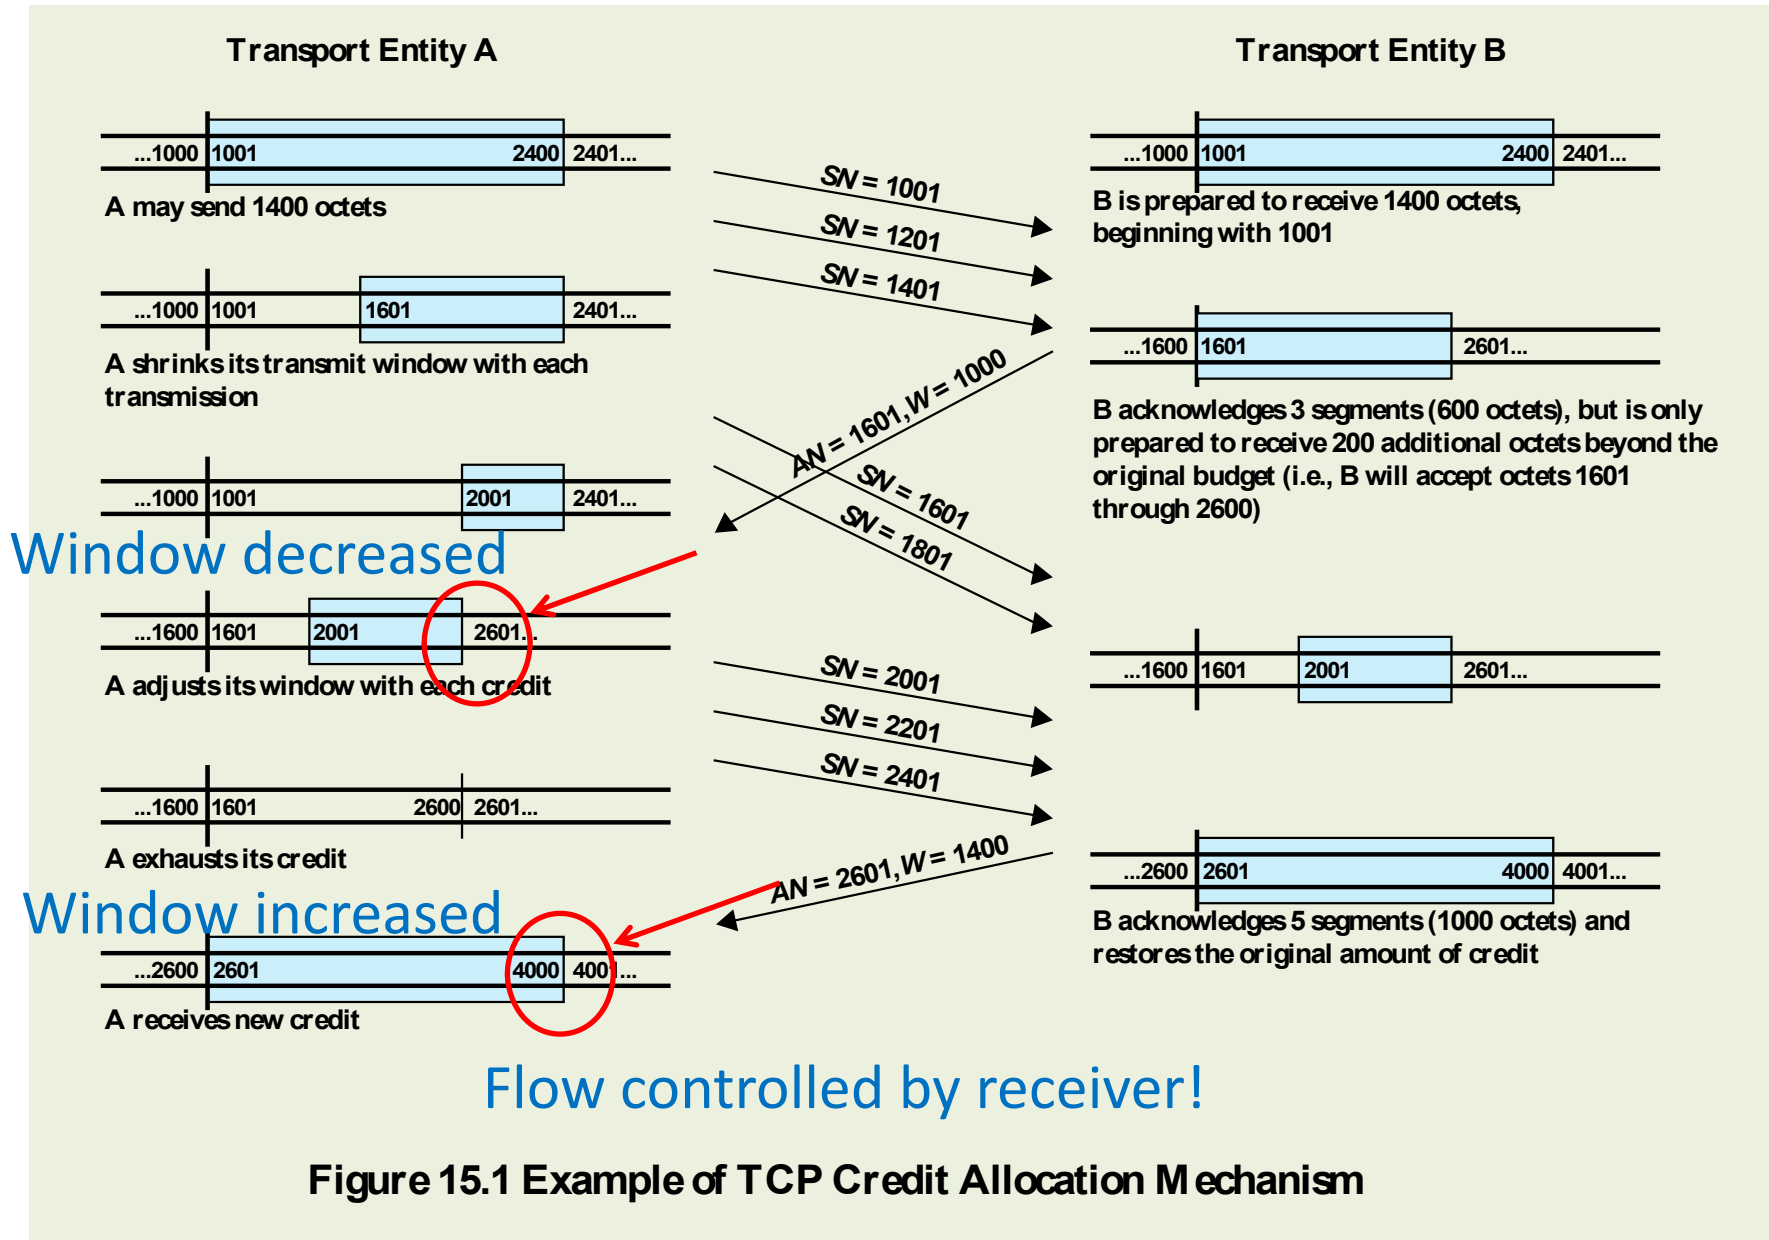 Transport Entity A
Transport Entity B
...1000 1001 2400 2401...
A may send 1400 octets
...1000 1001 2400 2401...
B is prepared to receive 1400 octets,
beginning with 1001
SN = 1001
SN = 1201
SN = 1401
...1000 1001 1601 2401...
A shrinks its transmit window with each
transmission
...1600 1601 2601...
B acknowledges 3 segments (600 octets), but is only
prepared to receive 200 additional octets beyond the
original budget (i.e., B will accept octets 1601
through 2600)
AN = 1601, W = 1000
SN = 1601
SN = 1801
...1000 1001 2001 2401...
Window decreased
...1600 1601 2001 2601...
A adjusts its window with each credit
...1600 1601 2001 2601...
SN = 2001
SN = 2201
SN = 2401
...1600 1601 2600 2601...
A exhausts its credit
AN = 2601, W = 1400
...2600 2601 4000 4001...
B acknowledges 5 segments (1000 octets) and
restores the original amount of credit
Window increased
...2600 2601 4000 4001...
A receives new credit
Flow controlled by receiver!
Figure 15.1 Example of TCP Credit Allocation Mechanism